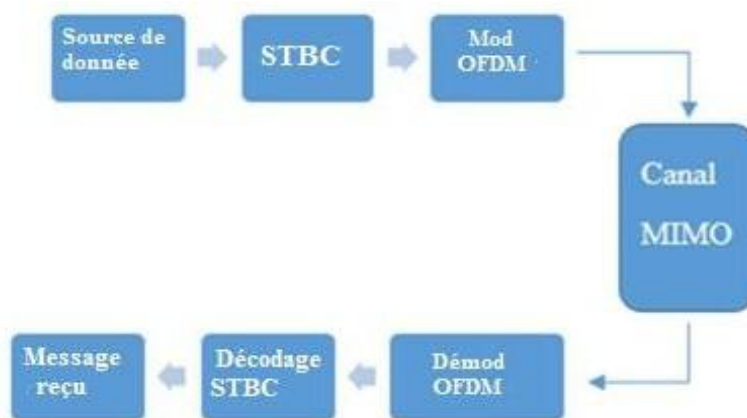 Source de
donnée
STBC
Mod
OFDM
Canal
MIMO
Démod
OFDM
Décodage
STBC
Message
reçu